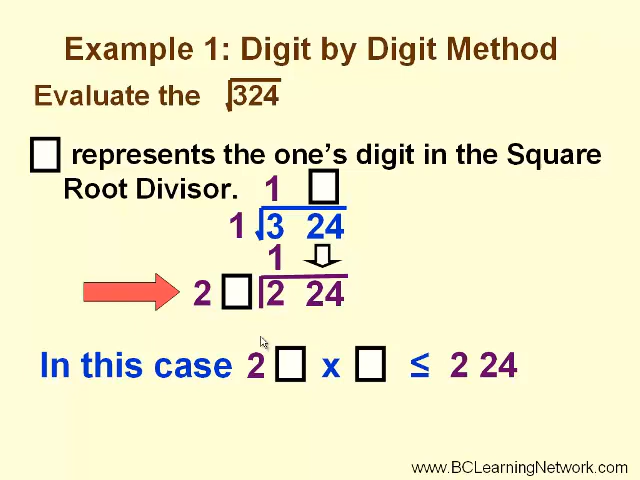 Example 1: Digit by Digit Method
Evaluate the √324
□ represents the one's digit in the Square
Root Divisor.
1 □
1 √3 24
1
2 □ 2 24
In this case 2 □ x □ ≤ 2 24
www.BCLearningNetwork.com